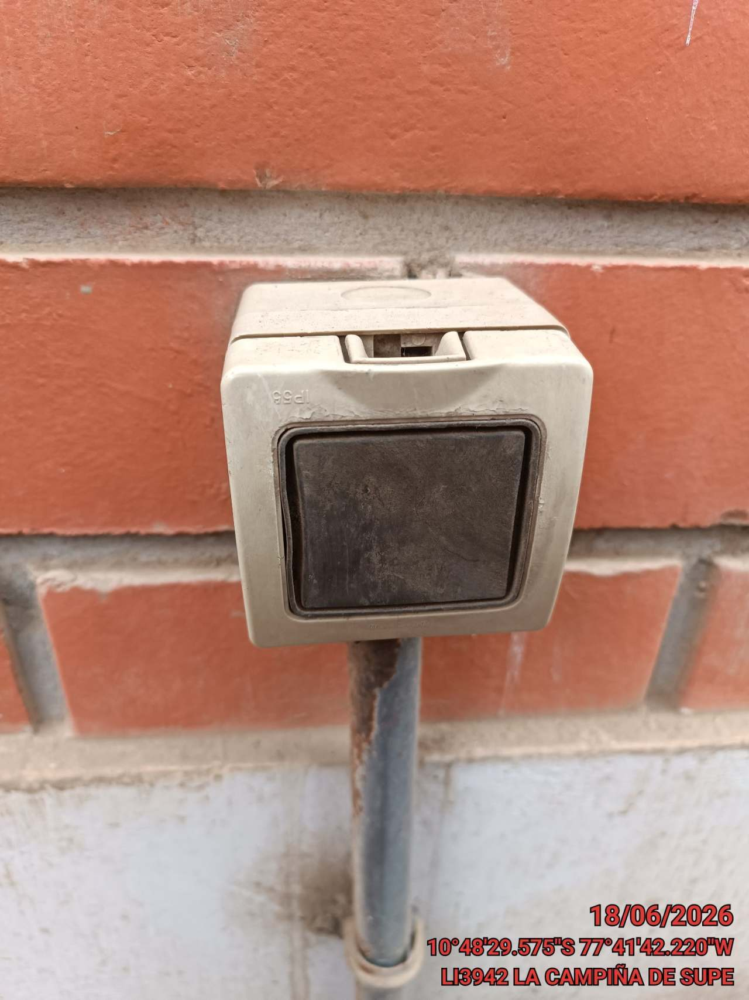 IP55
18/06/2026
10°48'29.575"S 77°41'42.220"W
LI3942 LA CAMPIÑA DE SUPE